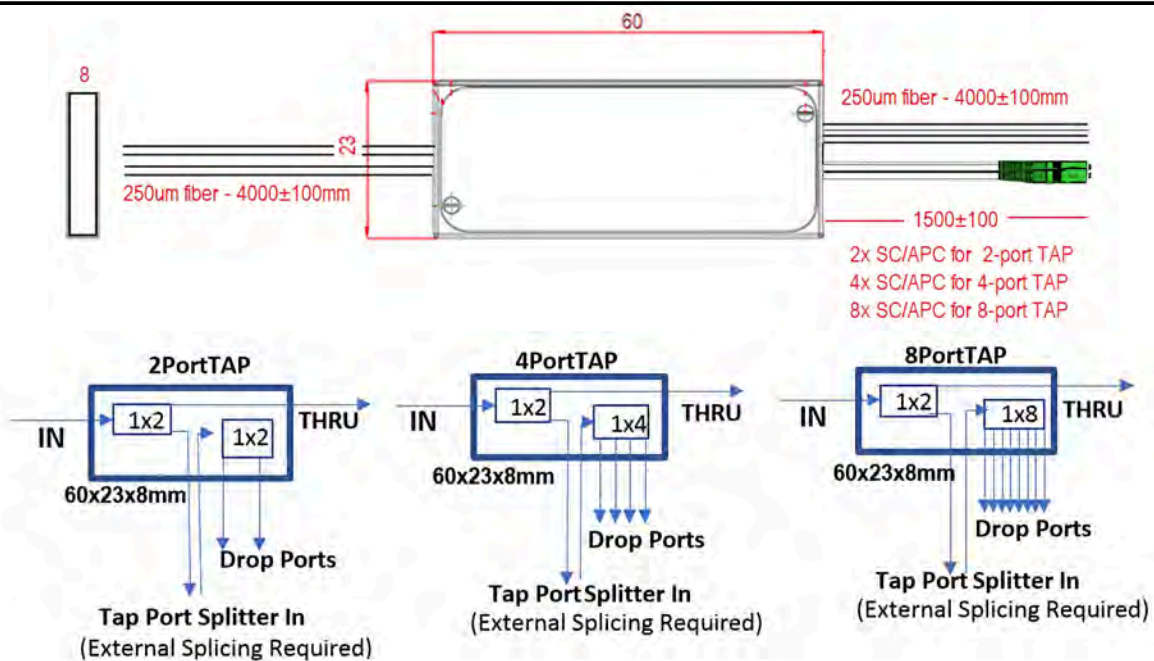 60
8
23
250um fiber - 4000±100mm
250um fiber - 4000±100mm
1500±100
2x SC/APC for 2-port TAP
4x SC/APC for 4-port TAP
8x SC/APC for 8-port TAP
2PortTAP
IN
1x2
1x2
THRU
60x23x8mm
Drop Ports
Tap Port Splitter In
(External Splicing Required)
4PortTAP
IN
1x2
1x4
THRU
60x23x8mm
Drop Ports
Tap Port Splitter In
(External Splicing Required)
8PortTAP
IN
1x2
1x8
THRU
60x23x8mm
Drop Ports
Tap Port Splitter In
(External Splicing Required)